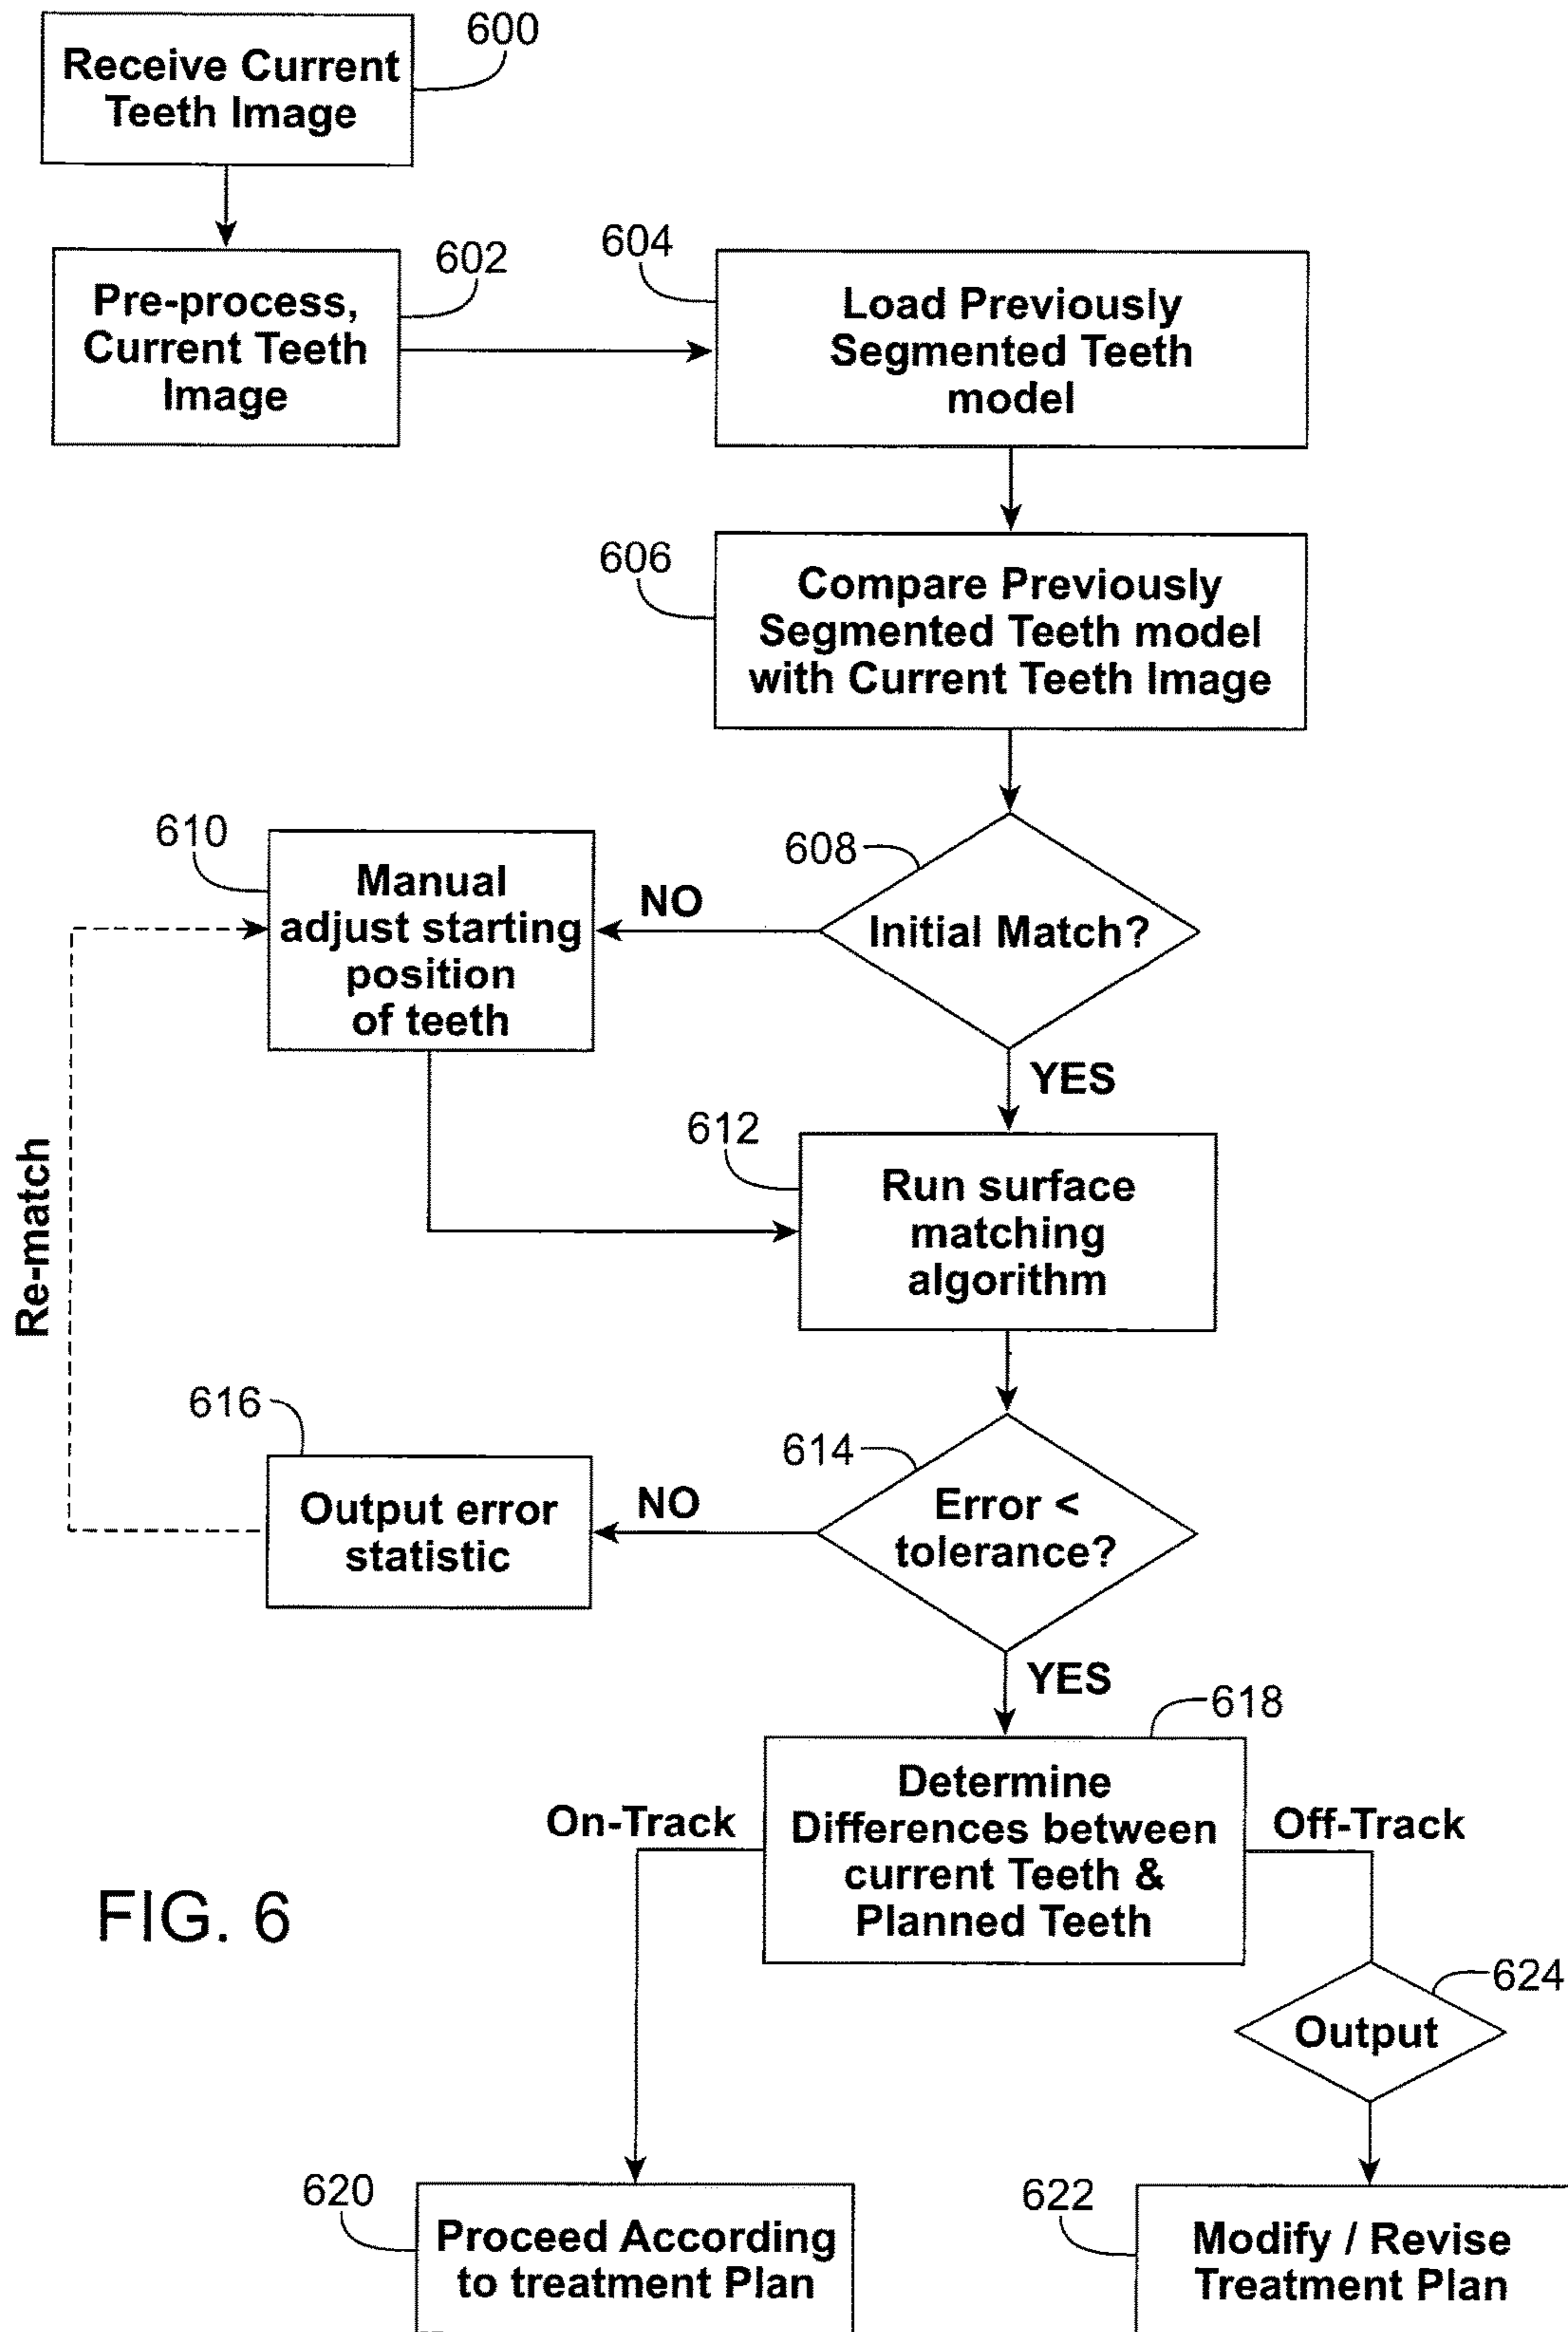 600
Receive Current
Teeth Image
602
Pre-process,
Current Teeth
Image
604
Load Previously
Segmented Teeth
model
606
Compare Previously
Segmented Teeth model
with Current Teeth Image
608
Initial Match?
NO
YES
610
Manual
adjust starting
position
of teeth
612
Run surface
matching
algorithm
Re-match
614
Error <
tolerance?
NO
YES
616
Output error
statistic
618
Determine
Differences between
current Teeth &
Planned Teeth
On-Track
Off-Track
FIG. 6
624
Output
620
Proceed According
to treatment Plan
622
Modify / Revise
Treatment Plan